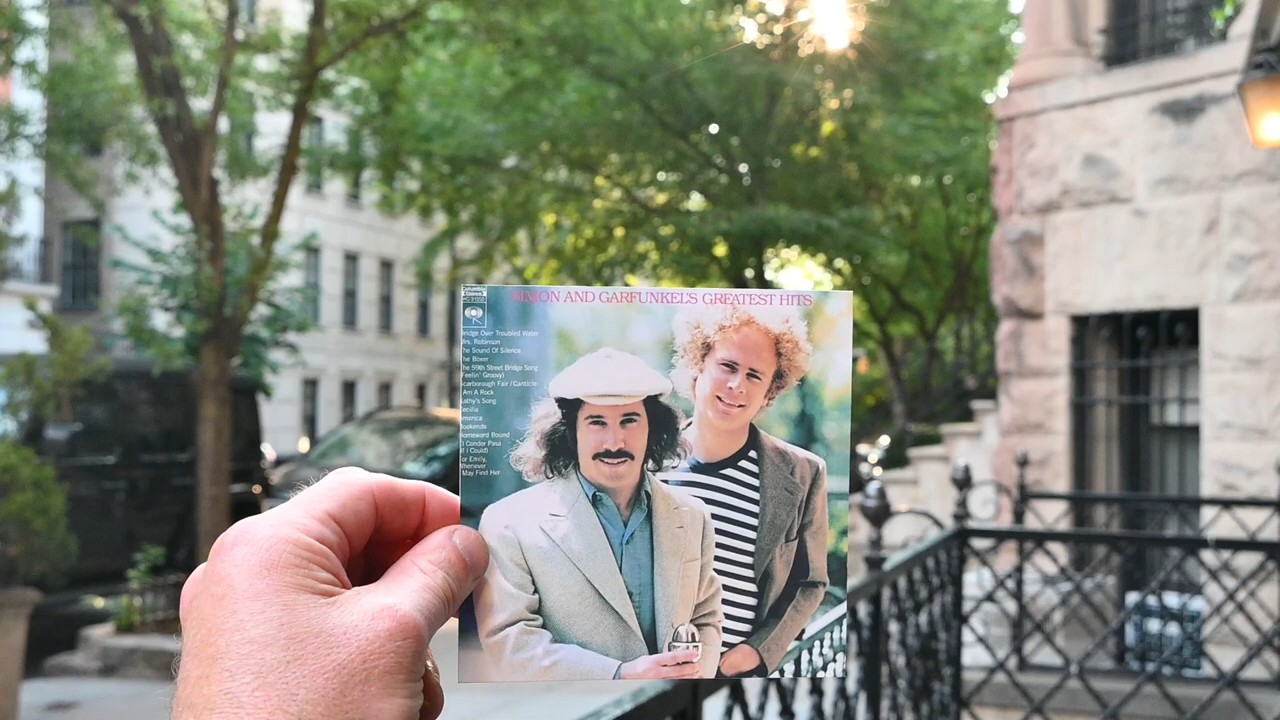 SIMON AND GARFUNKEL'S GREATEST HITS
Bridge Over Troubled Water
Mrs. Robinson
The Sound Of Silence
The Boxer
The 59th Street Bridge Song
(Feelin' Groovy)
Scarborough Fair/Canticle
I Am A Rock
Kathy's Song
Cecilia
America
Bookends
Homeward Bound
El Condor Pasa
(If I Could)
For Emily,
Whenever
I May Find Her